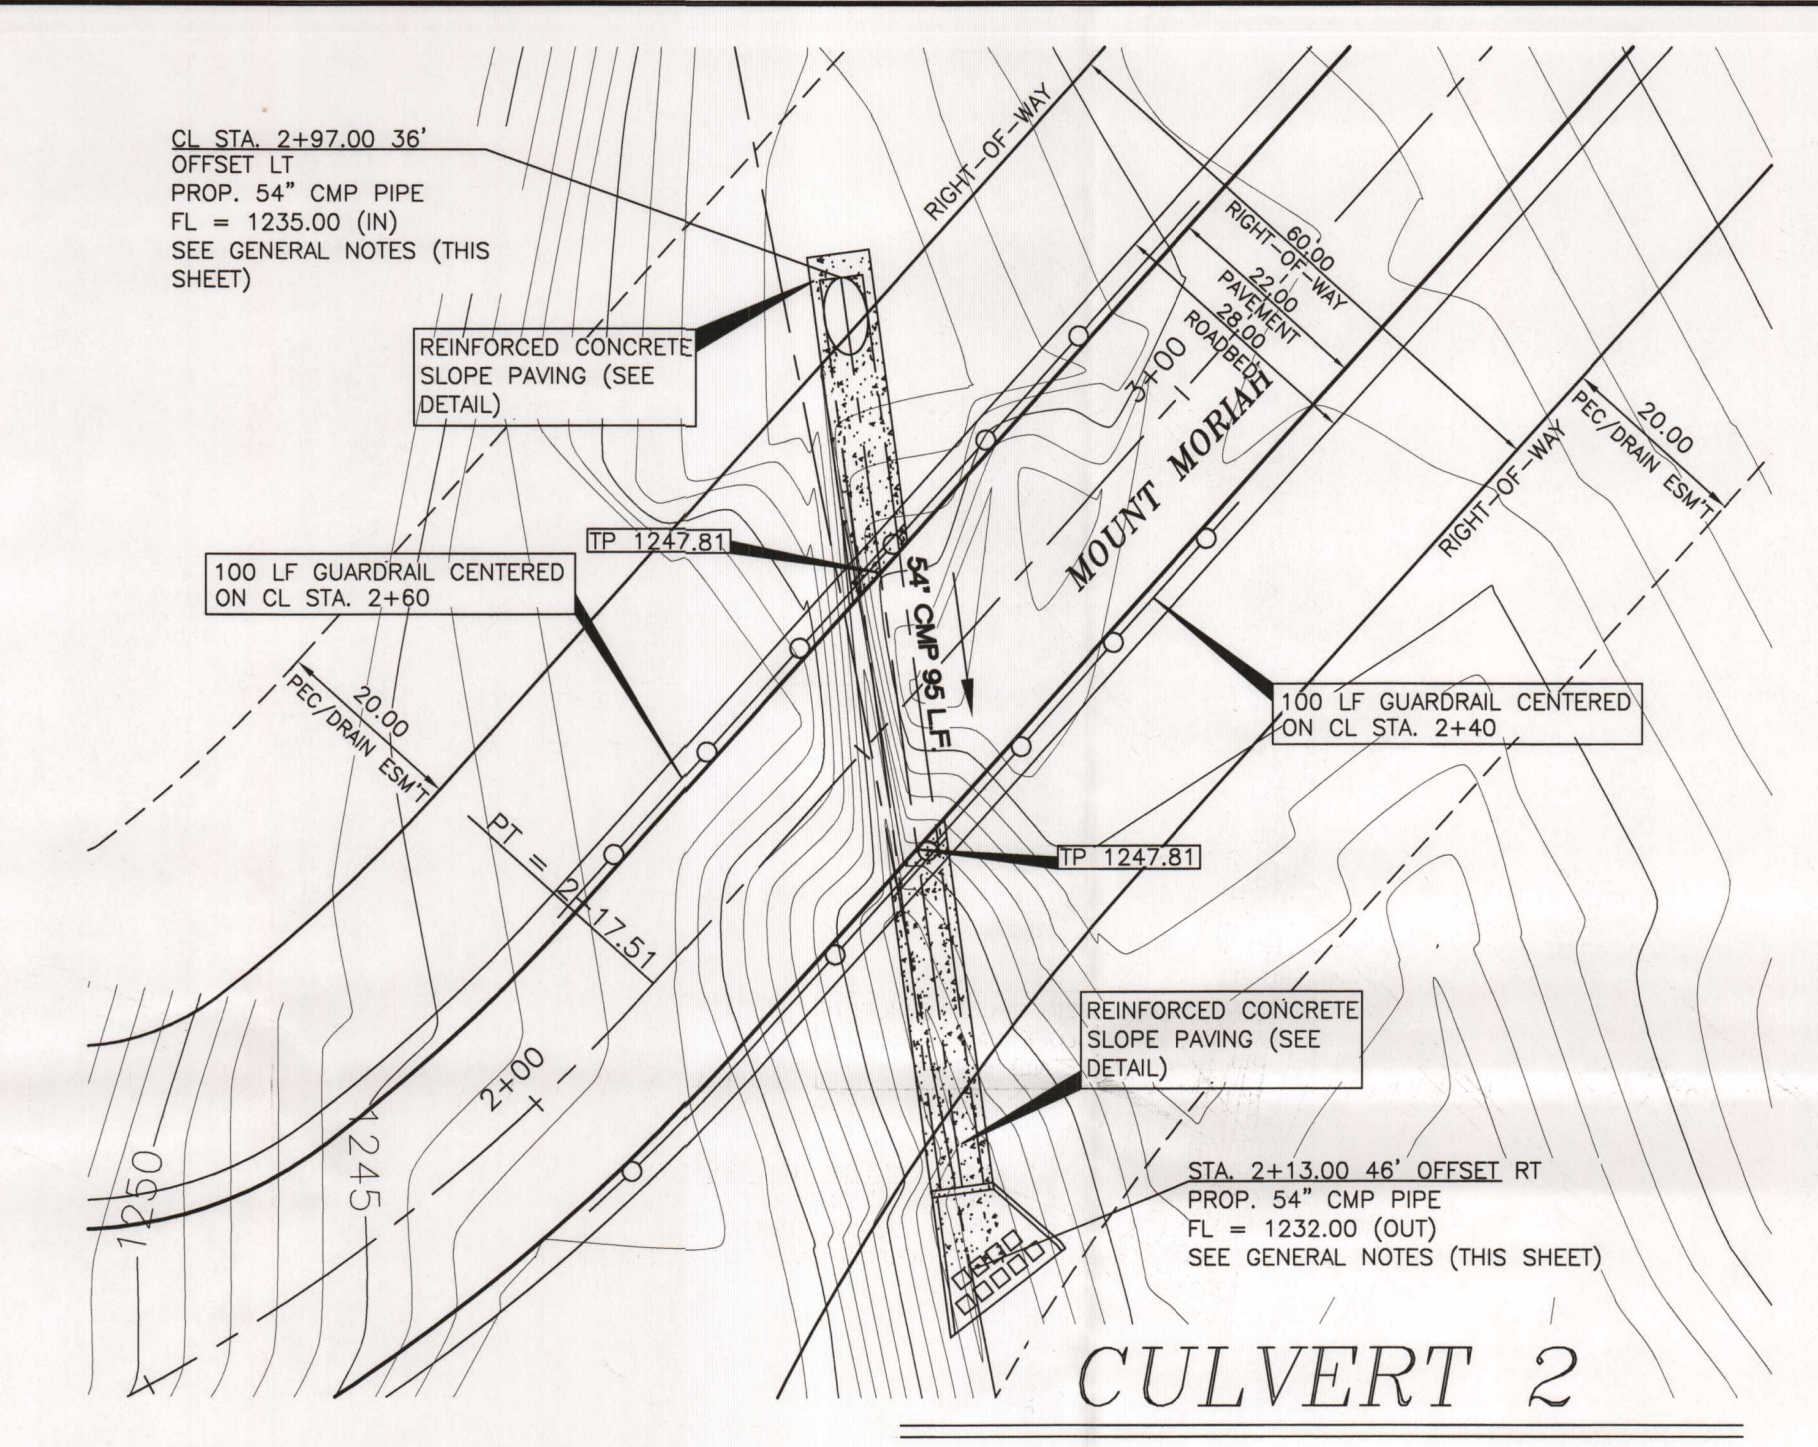 CL STA. 2+97.00 36'
OFFSET LT
PROP. 54" CMP PIPE
FL = 1235.00 (IN)
SEE GENERAL NOTES (THIS
SHEET)
REINFORCED CONCRETE
SLOPE PAVING (SEE
DETAIL)
RIGHT-OF-WAY
60.00
RIGHT-OF-WAY
22.00
PAVEMENT
28.00
ROADBED
3+00
MOUNT MORIAH
20.00
PEC/DRAIN ESM'T
RIGHT-OF-WAY
TP 1247.81
100 LF GUARDRAIL CENTERED
ON CL STA. 2+60
54' CMP 95 L.F.
100 LF GUARDRAIL CENTERED
ON CL STA. 2+40
20.00
PEC/DRAIN ESM'T
PT = 2+17.51
TP 1247.81
REINFORCED CONCRETE
SLOPE PAVING (SEE
DETAIL)
2+00
1250
1245
STA. 2+13.00 46' OFFSET RT
PROP. 54" CMP PIPE
FL = 1232.00 (OUT)
SEE GENERAL NOTES (THIS SHEET)
CULVERT 2